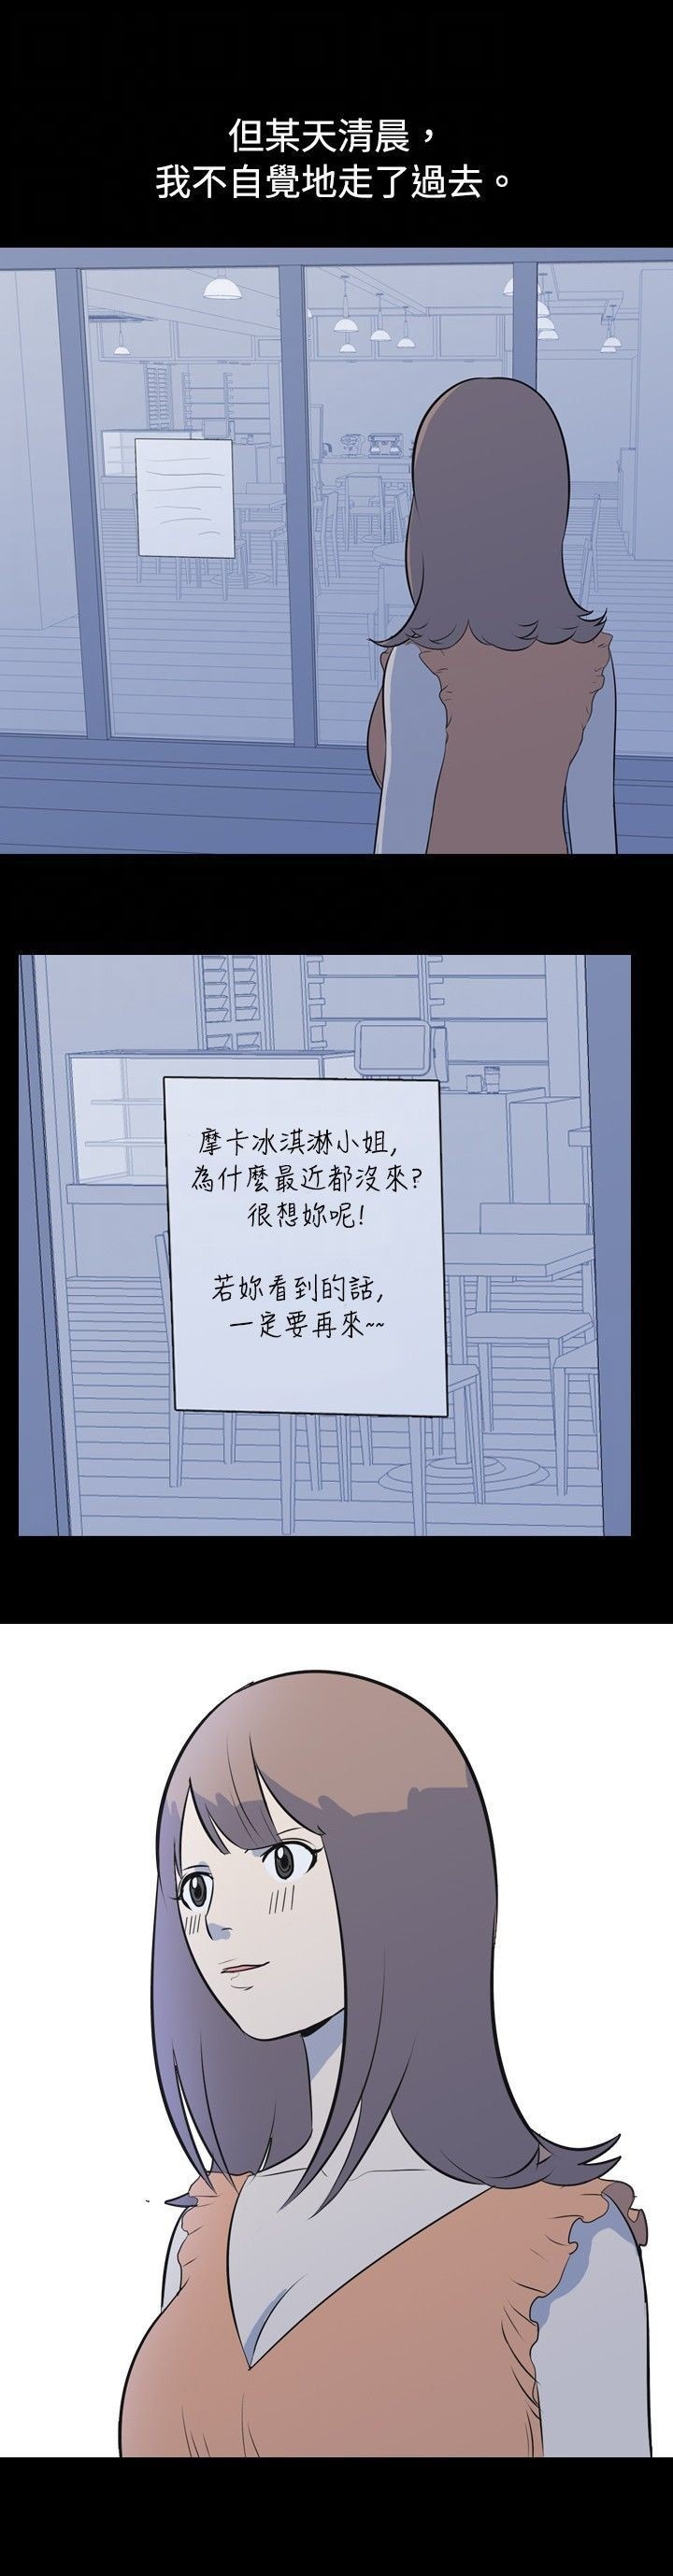 但某天清晨，
我不自覺地走了過去。
摩卡冰淇淋小姐,
為什麼最近都沒來?
很想妳呢!
若妳看到的話,
一定要再來~~